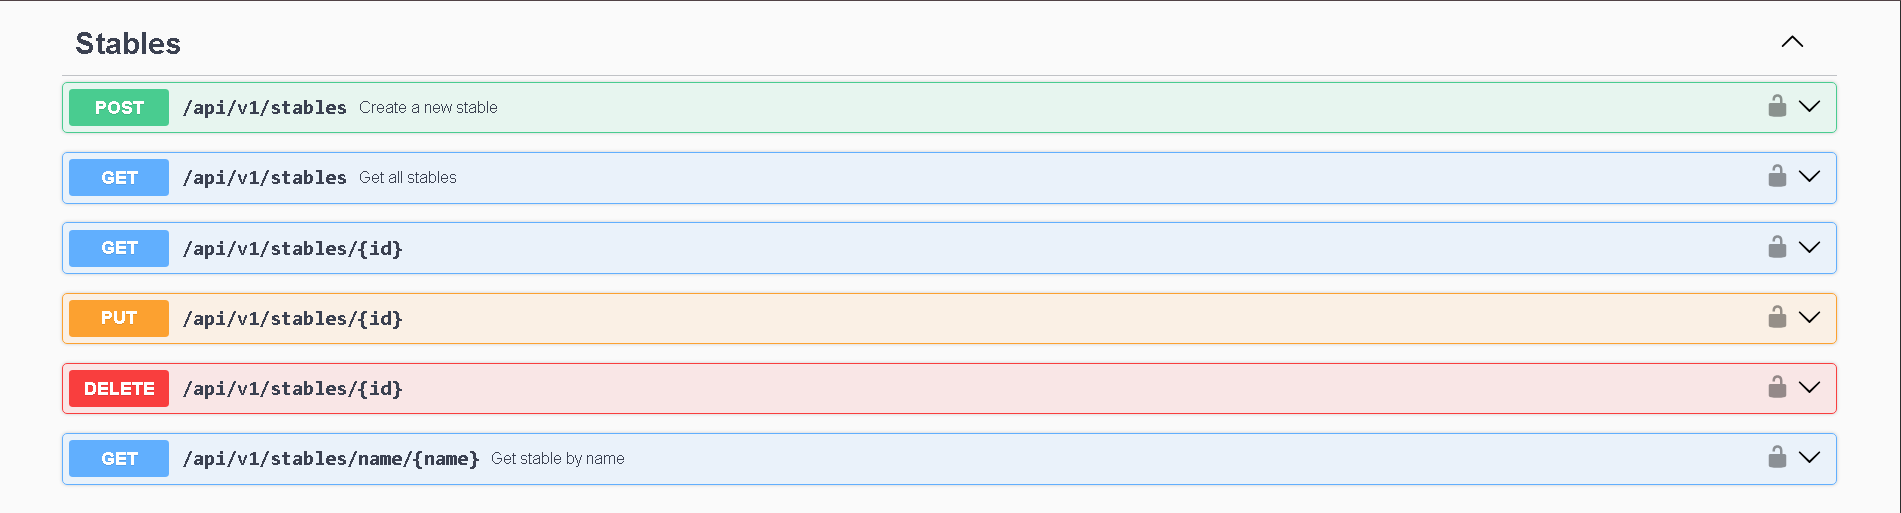 Stables
POST /api/v1/stables Create a new stable
GET /api/v1/stables Get all stables
GET /api/v1/stables/{id}
PUT /api/v1/stables/{id}
DELETE /api/v1/stables/{id}
GET /api/v1/stables/name/{name} Get stable by name